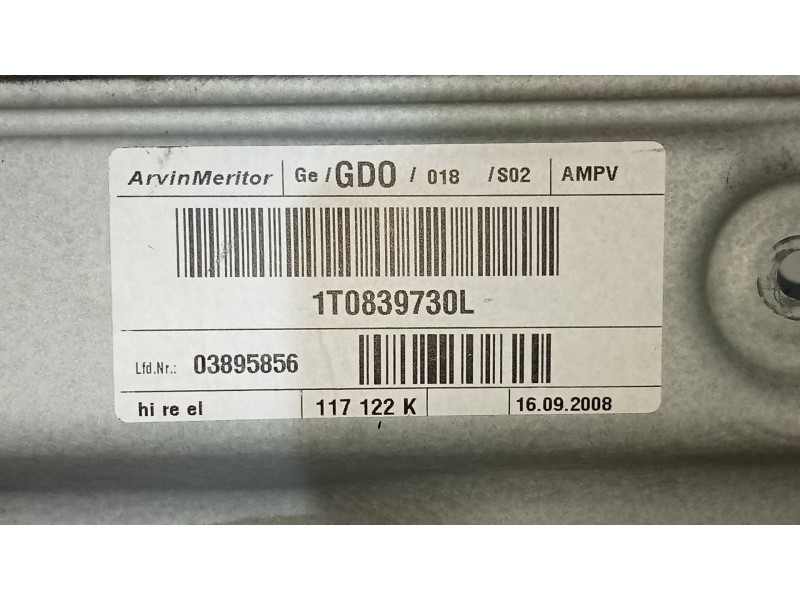 ArvinMeritor Ge / GDO / 018 / S02 AMPV
1T0839730L
Lfd.Nr.: 03895856
hi re el 117 122 K 16.09.2008